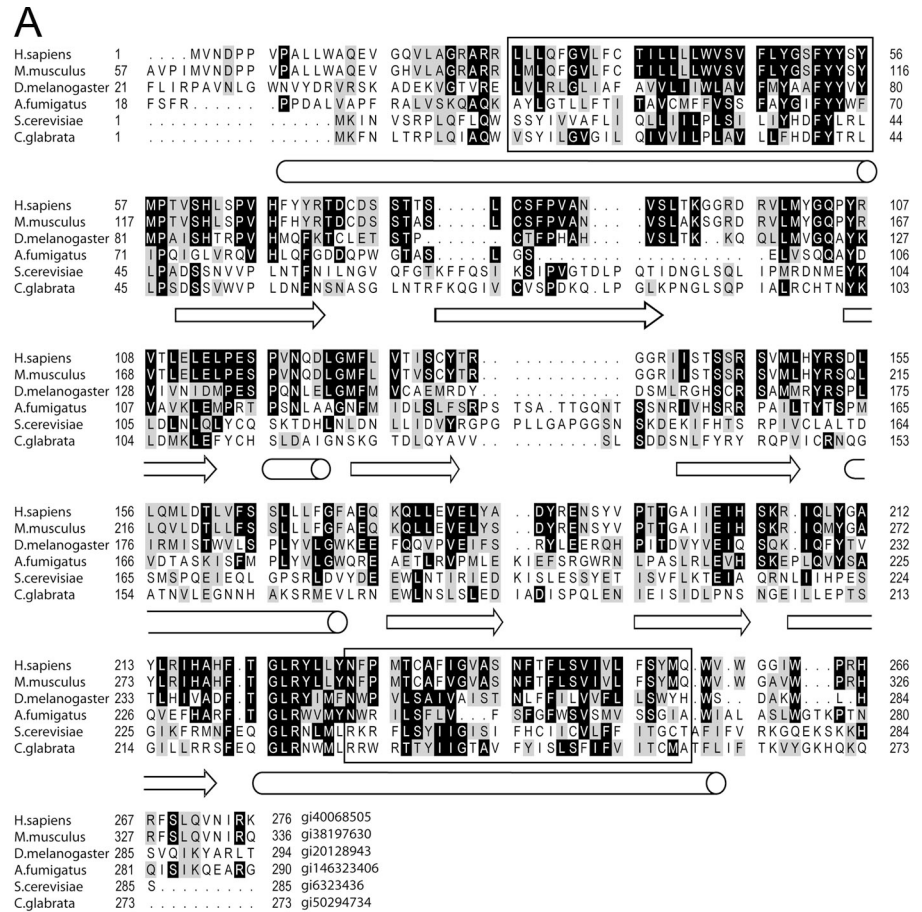 A
H.sapiens 1 ....MVNDPP VPALLWAQEV GQVLAGRARR LLLQFGVLFC TILLLLWVSV FLYGSFYYSY 56
M.musculus 57 AVPIMVNDPP VPALLWAQEV GHVLAGRARR LMLQFGVLFC TILLLLWVSV FLYGSFYYSY 116
D.melanogaster 21 FLIRPAVNLG WNVYDRVRSK ADEKVGTVRE LVLRLGLIAF AVVLIIWLAV FMYAAFYYVY 80
A.fumigatus 18 FSFR...... .PPDALVAPF RALVSKQAQK AYLGTLLFTI TAVCMFFVSS FAYGIFYYWF 70
S.cerevisiae 1 .......... ....MKINV VSRPLQFLQW SSYIVVAFLI QLLIILPLSI LIYHDFYLRL 44
C.glabrata 1 .......... ....MKFN LTRPLQIAQW VSYILGVGIL QIVVILPLAV LFHDFYTRL 44
H.sapiens 57 MPTVSHLSPV HFYYRTDCDS STTS.....L CSFPVAN... VSLTKGGRD RVLMYGQPYR 107
M.musculus 117 MPTVSHLSPV HFHYRTDCDS STTS.....L CSFPVAN... VSLAKSGRD RVLMYGQPYR 167
D.melanogaster 81 MPAISHTRPV HMQFKTCLET STP....... CTFPHAH... VSLTK.KQ QLLMVGQAYK 127
A.fumigatus 71 IPQIGLVRQV HLQFGDDQPW GTAS.....L GS........ .......... ELVSQQAYD 106
S.cerevisiae 45 LPADSSNVVP LNTFNILNGV QFGTKFFQSI KSIPVGTDLP QTIDNGLSQL IPMRDNMEYK 104
C.glabrata 45 LPSDSSVWVP LDNFNSNASG LNTRFKQGIV CVSPDKQ.LP GLKPNGLSQP IALRCHTNYK 103
H.sapiens 108 VTLELELPES PVNQDLGMFL VTISCYTR.. .......... GGRIISTSSR SVMLHYRSDL 155
M.musculus 168 VTLELELPES PVNQDLGMFL VTVSCYTR.. .......... GGRIISTSSR SVMLHYRSDL 215
D.melanogaster 128 VIVNIDMPES PQNLELGMFM VCAEMRDY.. .......... DSMLRGHSCR SAMMRYRSPL 175
A.fumigatus 107 VAVKLEMPRT PSNLAAGNFM IDLSLFSRPS TSA.TTGQNT SSNRIVHSRR PAILTYTSPM 165
S.cerevisiae 105 LDLNLQLYCQ SKTDHLNLDN LLIDVYRGPG PLLGAPGGSN SKDEKIFHTS RPIVCLALTD 164
C.glabrata 104 LDMKLEFYCH SLDAIGNSKG TDLQYAVV.. ........SL SDDSNLFYRY RQPVICRNQG 153
H.sapiens 156 LQMLDTLVFS SLLLFGFAEQ KQLLEVELYA .DYRENSYV PTTGAIIEIH SKR.IQLYGA 212
M.musculus 216 LQVLDTLVFS SLLLFGFAEQ KQLLEVELYS .DYRENSYV PTTGAIIEIH SKR.IQMYGA 272
D.melanogaster 176 IRMISTWVLS PLYVLGWKEE FQQVPVEIFS ..RYLEERQH PITDVYVEIQ SQK.IQFYTV 232
A.fumigatus 166 VDTASKISFM PLYVLGWQRE AETLRVPMLE KIEFSRGWRN LPASLRLEVH SKEPLQVYSA 225
S.cerevisiae 165 SMSPQEIEQL GPSRLDVYDE EWLNTIRIED KISLESSYET ISVFLKTEIA QRNLIIHPES 224
C.glabrata 154 ATNVLEGNNH AKSRMEVLRN EWLNSLSLED IADISPQLEN IEISIDLPNS NGEILLEPTS 213
H.sapiens 213 YLRIHAHF.T GLRYLLYNFP MTCAFIGVAS NFTFLSVIVL FSYMQ.WV.W GGIW...PRH 266
M.musculus 273 YLRIHAHF.T GLRYLLYNFP MTCAFIGVAS NFTFLSVIVL FSYMQ.WV.W GAVW...PRH 326
D.melanogaster 233 TLHIVADF.T GLRYIMFNWP VLSAIVAIST NLFFILVVFL LSWYH.WS.. DAKW...LH 284
A.fumigatus 226 QVEFHARF.T GLRWVMYNWR ILSFLV...F SFGFWSVSMV SSGIA.WIAL ASLWGTKPTN 280
S.cerevisiae 225 GIKFRMNFEQ GLRNLMLRKR FLSYIIGISI FHCIICVLFF ITGCTAFIFV RKGQEKSKKH 284
C.glabrata 214 GILLRRSFEQ GLRNWMLRRW RTTYIIGTAV FYISLSFIFV ITCMATFLIF TKVYGKHQKQ 273
H.sapiens 267 RFSLQVNIRK 276 gi40068505
M.musculus 327 RFSLQVNIRQ 336 gi38197630
D.melanogaster 285 SVQIKYARLT 294 gi20128943
A.fumigatus 281 QISIKQEARG 290 gi146323406
S.cerevisiae 285 S......... 285 gi6323436
C.glabrata 273 .......... 273 gi50294734